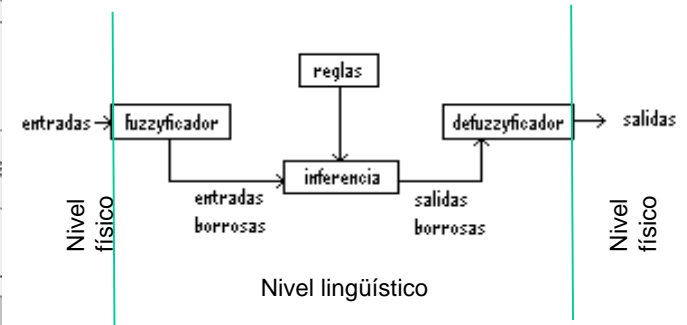 reglas
entradas
fuzzyficador
defuzzyficador
salidas
inferencia
entradas
borrosas
salidas
borrosas
Nivel
físico
Nivel
físico
Nivel lingüístico